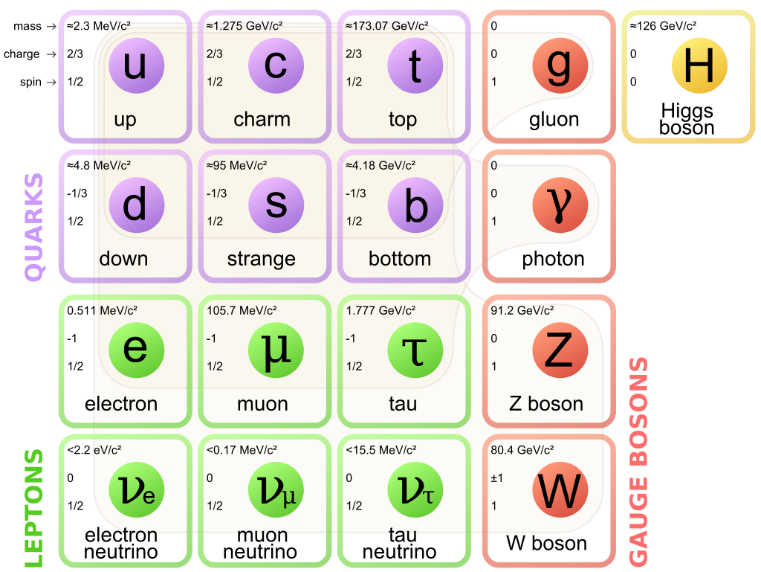 mass → ≈2.3 MeV/c²
charge → 2/3
spin → 1/2
u
up
≈1.275 GeV/c²
2/3
1/2
c
charm
≈173.07 GeV/c²
2/3
1/2
t
top
0
0
1
g
gluon
≈126 GeV/c²
0
0
H
Higgs
boson
QUARKS
≈4.8 MeV/c²
-1/3
1/2
d
down
≈95 MeV/c²
-1/3
1/2
s
strange
≈4.18 GeV/c²
-1/3
1/2
b
bottom
0
0
1
γ
photon
LEPTONS
0.511 MeV/c²
-1
1/2
e
electron
105.7 MeV/c²
-1
1/2
μ
muon
1.777 GeV/c²
-1
1/2
τ
tau
91.2 GeV/c²
0
1
Z
Z boson
GAUGE BOSONS
<2.2 eV/c²
0
1/2
νe
electron
neutrino
<0.17 MeV/c²
0
1/2
νμ
muon
neutrino
<15.5 MeV/c²
0
1/2
ντ
tau
neutrino
80.4 GeV/c²
±1
1
W
W boson